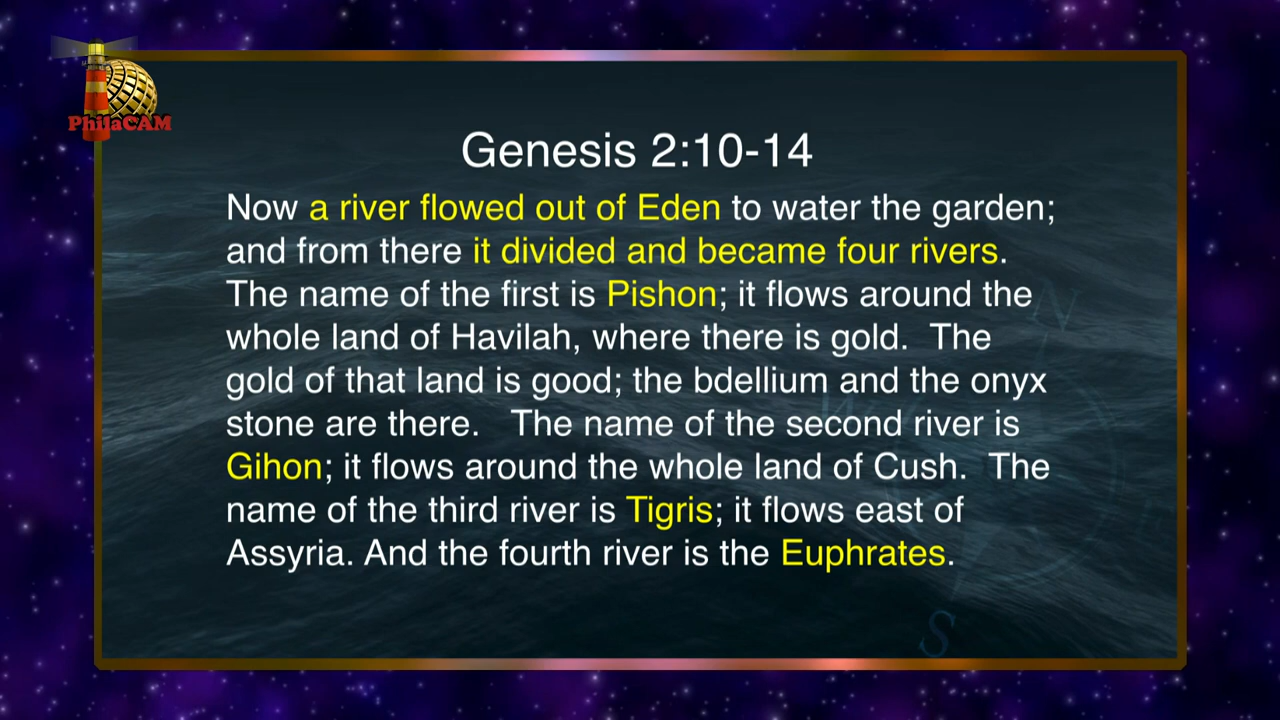 PhilaCAM
Genesis 2:10-14
Now a river flowed out of Eden to water the garden;
and from there it divided and became four rivers.
The name of the first is Pishon; it flows around the
whole land of Havilah, where there is gold.  The
gold of that land is good; the bdellium and the onyx
stone are there.   The name of the second river is
Gihon; it flows around the whole land of Cush.  The
name of the third river is Tigris; it flows east of
Assyria. And the fourth river is the Euphrates.
N
S